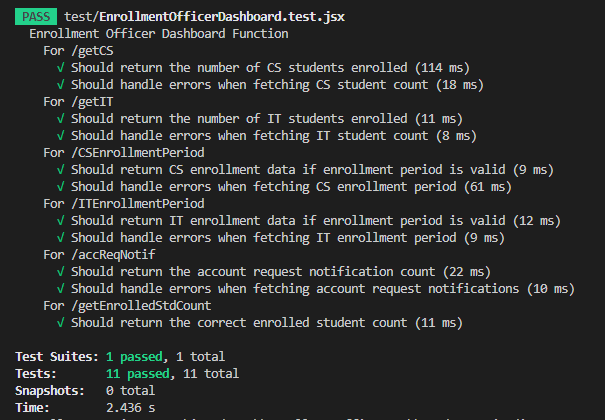 PASS test/EnrollmentOfficerDashboard.test.jsx
Enrollment Officer Dashboard Function
For /getCS
√ Should return the number of CS students enrolled (114 ms)
√ Should handle errors when fetching CS student count (18 ms)
For /getIT
√ Should return the number of IT students enrolled (11 ms)
√ Should handle errors when fetching IT student count (8 ms)
For /CSEnrollmentPeriod
√ Should return CS enrollment data if enrollment period is valid (9 ms)
√ Should handle errors when fetching CS enrollment period (61 ms)
For /ITEnrollmentPeriod
√ Should return IT enrollment data if enrollment period is valid (12 ms)
√ Should handle errors when fetching IT enrollment period (9 ms)
For /accReqNotif
√ Should return the account request notification count (22 ms)
√ Should handle errors when fetching account request notifications (10 ms)
For /getEnrolledStdCount
√ Should return the correct enrolled student count (11 ms)
Test Suites: 1 passed, 1 total
Tests: 11 passed, 11 total
Snapshots: 0 total
Time: 2.436 s